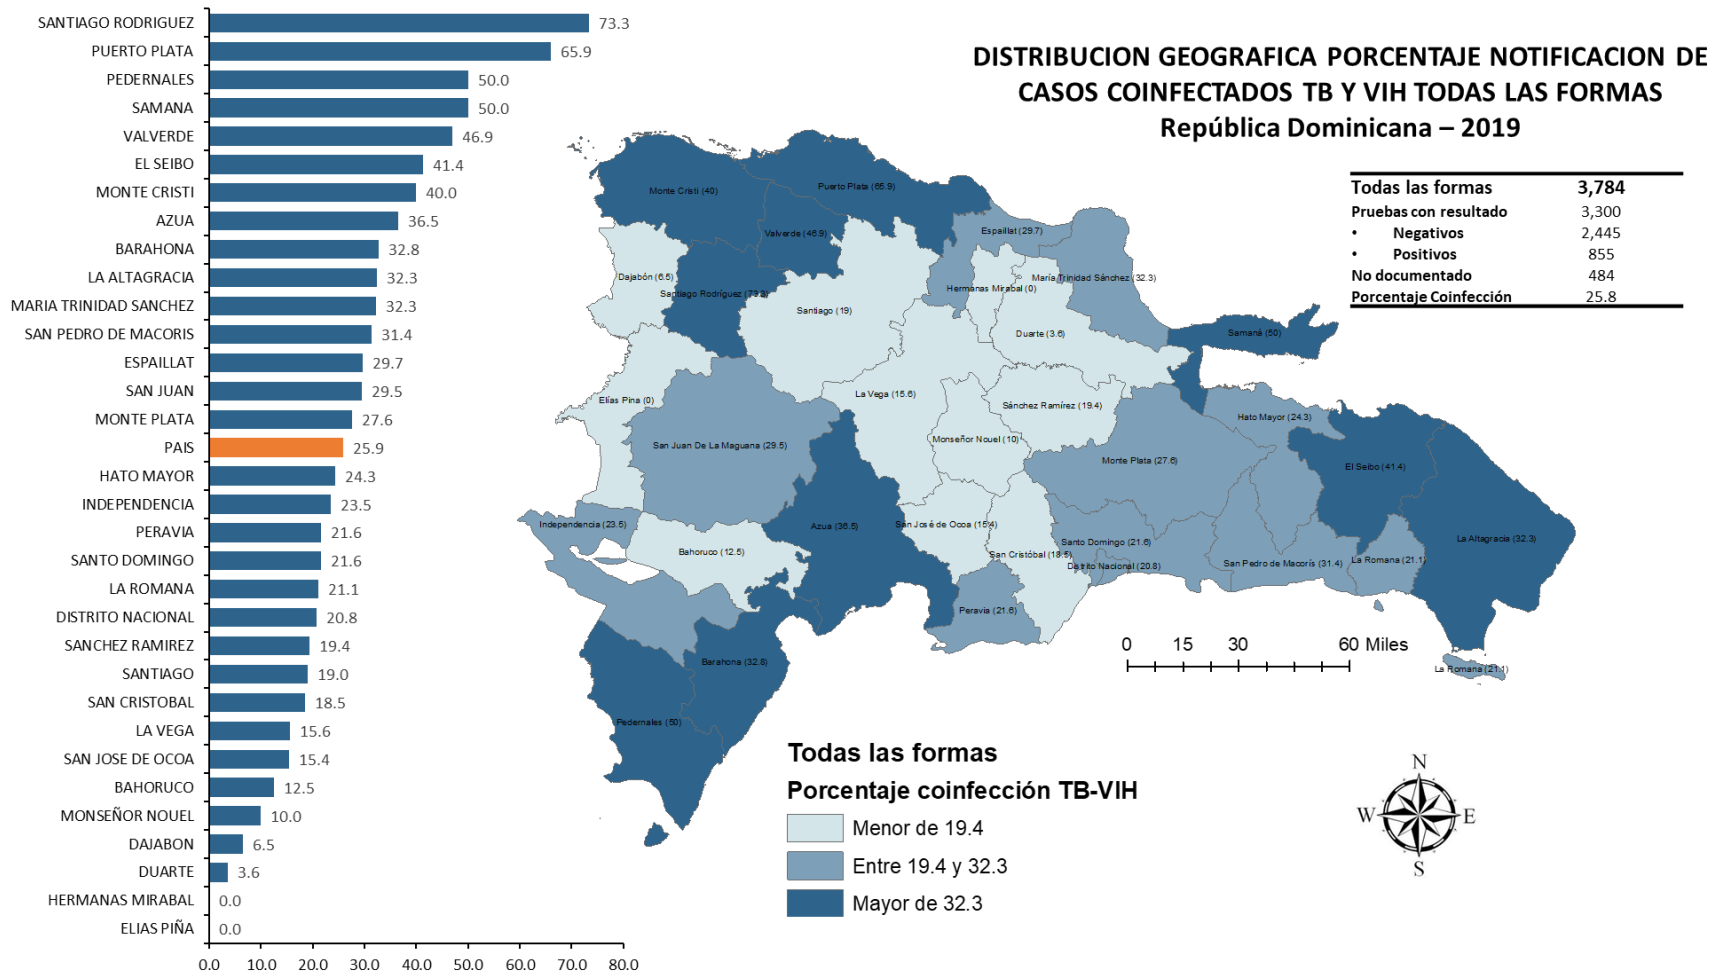 DISTRIBUCION GEOGRAFICA PORCENTAJE NOTIFICACION DE
CASOS COINFECTADOS TB Y VIH TODAS LAS FORMAS
República Dominicana – 2019
SANTIAGO RODRIGUEZ 73.3
PUERTO PLATA 65.9
PEDERNALES 50.0
SAMANA 50.0
VALVERDE 46.9
EL SEIBO 41.4
MONTE CRISTI 40.0
AZUA 36.5
BARAHONA 32.8
LA ALTAGRACIA 32.3
MARIA TRINIDAD SANCHEZ 32.3
SAN PEDRO DE MACORIS 31.4
ESPAILLAT 29.7
SAN JUAN 29.5
MONTE PLATA 27.6
PAIS 25.9
HATO MAYOR 24.3
INDEPENDENCIA 23.5
PERAVIA 21.6
SANTO DOMINGO 21.6
LA ROMANA 21.1
DISTRITO NACIONAL 20.8
SANCHEZ RAMIREZ 19.4
SANTIAGO 19.0
SAN CRISTOBAL 18.5
LA VEGA 15.6
SAN JOSE DE OCOA 15.4
BAHORUCO 12.5
MONSEÑOR NOUEL 10.0
DAJABON 6.5
DUARTE 3.6
HERMANAS MIRABAL 0.0
ELIAS PIÑA 0.0
0.0 10.0 20.0 30.0 40.0 50.0 60.0 70.0 80.0
Todas las formas 3,784
Pruebas con resultado 3,300
• Negativos 2,445
• Positivos 855
No documentado 484
Porcentaje Coinfección 25.8
Monte Cristi (40)
Puerto Plata (65.9)
Valverde (46.9)
Espaillat (29.7)
Dajabón (6.5)
Santiago Rodríguez (73.3)
María Trinidad Sánchez (32.3)
Hermanas Mirabal (0)
Santiago (19)
Duarte (3.6)
Samaná (50)
La Vega (15.6)
Elías Pina (0)
Sánchez Ramírez (19.4)
Hato Mayor (24.3)
San Juan De La Maguana (29.5)
Monseñor Nouel (10)
Monte Plata (27.6)
El Seibo (41.4)
Independencia (23.5)
Azua (36.5)
San José de Ocoa (15.4)
Bahoruco (12.5)
San Cristóbal (18.5)
Santo Domingo (21.6)
Distrito Nacional (20.8)
San Pedro de Macorís (31.4)
La Romana (21.1)
La Altagracia (32.3)
Peravia (21.6)
Barahona (32.8)
La Romana (21.1)
Pedernales (50)
0 15 30 60 Miles
Todas las formas
Porcentaje coinfección TB-VIH
Menor de 19.4
Entre 19.4 y 32.3
Mayor de 32.3
N
W E
S